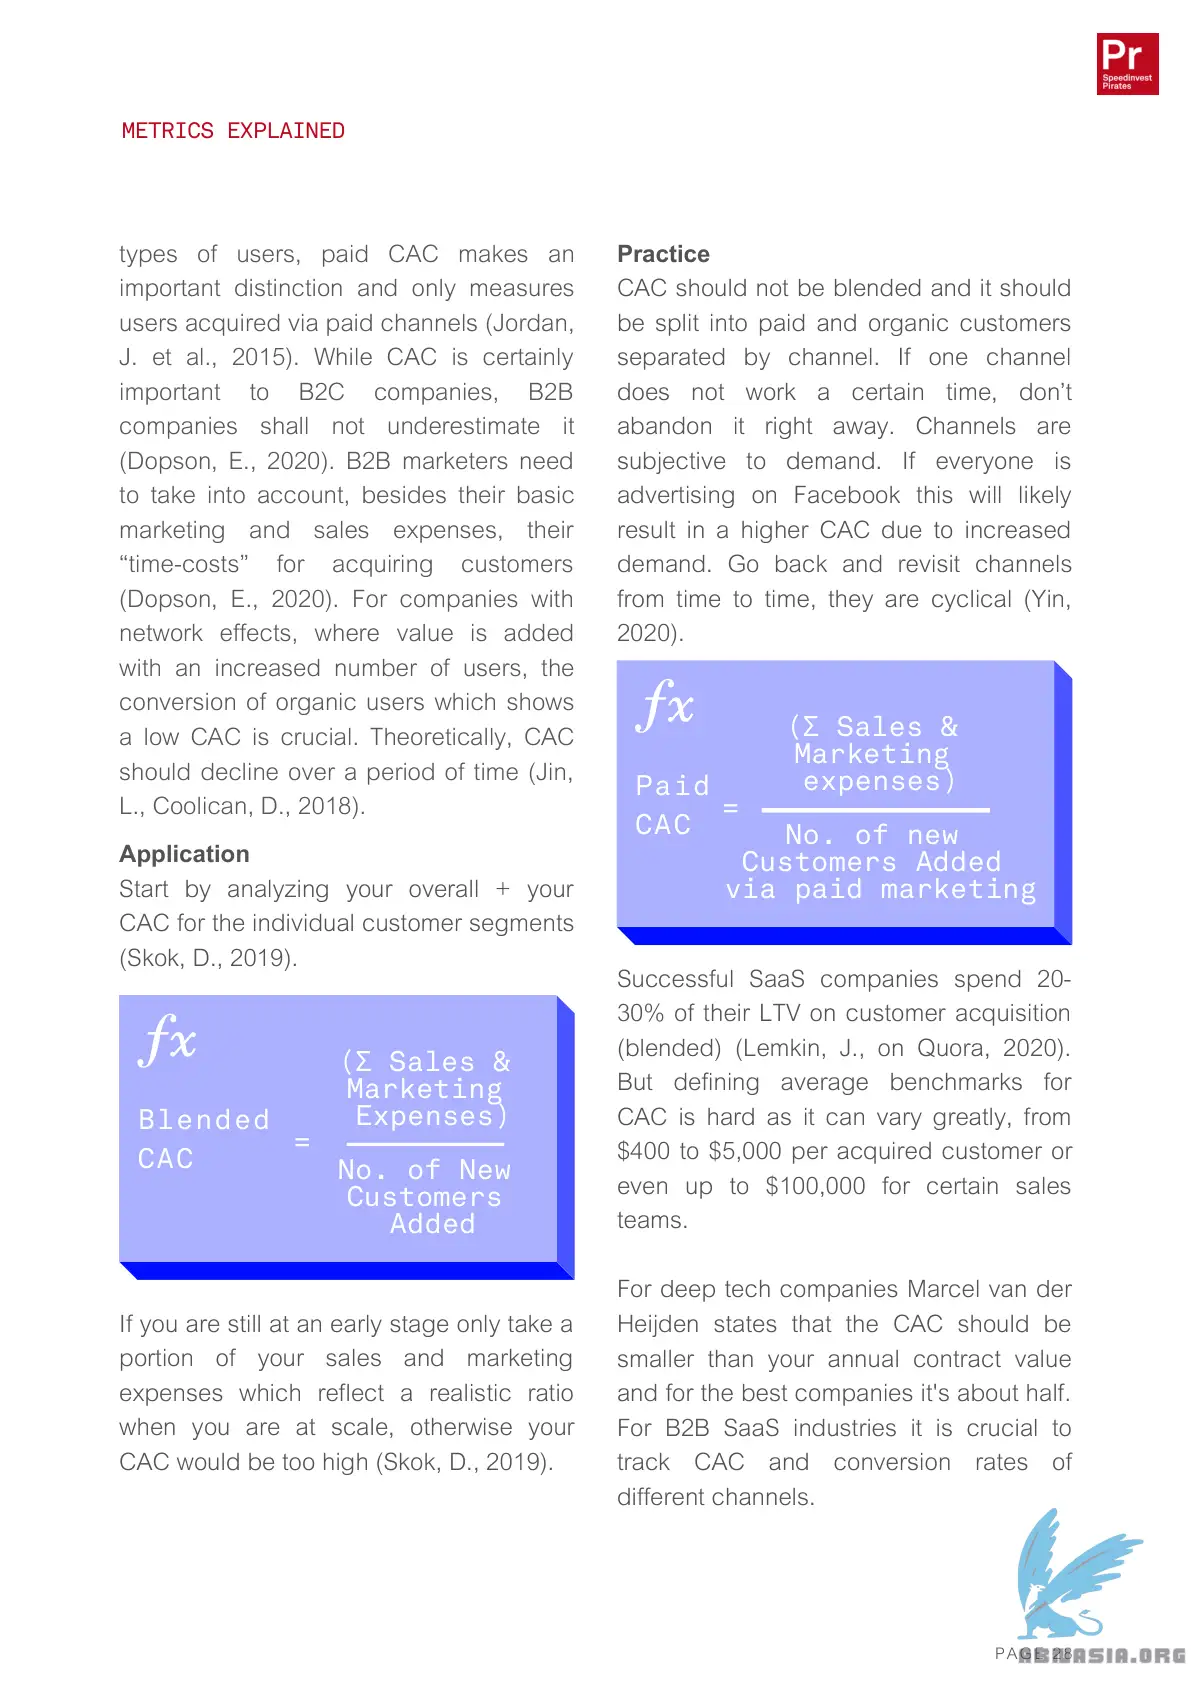 Pr
Speedinvest
Pirates
METRICS EXPLAINED
types of users, paid CAC makes an
important distinction and only measures
users acquired via paid channels (Jordan,
J. et al., 2015). While CAC is certainly
important to B2C companies, B2B
companies shall not underestimate it
(Dopson, E., 2020). B2B marketers need
to take into account, besides their basic
marketing and sales expenses, their
“time-costs” for acquiring customers
(Dopson, E., 2020). For companies with
network effects, where value is added
with an increased number of users, the
conversion of organic users which shows
a low CAC is crucial. Theoretically, CAC
should decline over a period of time (Jin,
L., Coolican, D., 2018).
Application
Start by analyzing your overall + your
CAC for the individual customer segments
(Skok, D., 2019).
fx
Blended
CAC
=
(Σ Sales &
Marketing
Expenses)
No. of New
Customers
Added
If you are still at an early stage only take a
portion of your sales and marketing
expenses which reflect a realistic ratio
when you are at scale, otherwise your
CAC would be too high (Skok, D., 2019).
Practice
CAC should not be blended and it should
be split into paid and organic customers
separated by channel. If one channel
does not work a certain time, don’t
abandon it right away. Channels are
subjective to demand. If everyone is
advertising on Facebook this will likely
result in a higher CAC due to increased
demand. Go back and revisit channels
from time to time, they are cyclical (Yin,
2020).
fx
Paid
CAC
=
(Σ Sales &
Marketing
expenses)
No. of new
Customers Added
via paid marketing
Successful SaaS companies spend 20-
30% of their LTV on customer acquisition
(blended) (Lemkin, J., on Quora, 2020).
But defining average benchmarks for
CAC is hard as it can vary greatly, from
$400 to $5,000 per acquired customer or
even up to $100,000 for certain sales
teams.
For deep tech companies Marcel van der
Heijden states that the CAC should be
smaller than your annual contract value
and for the best companies it's about half.
For B2B SaaS industries it is crucial to
track CAC and conversion rates of
different channels.
PAGE 28
ABIVASIA.ORG